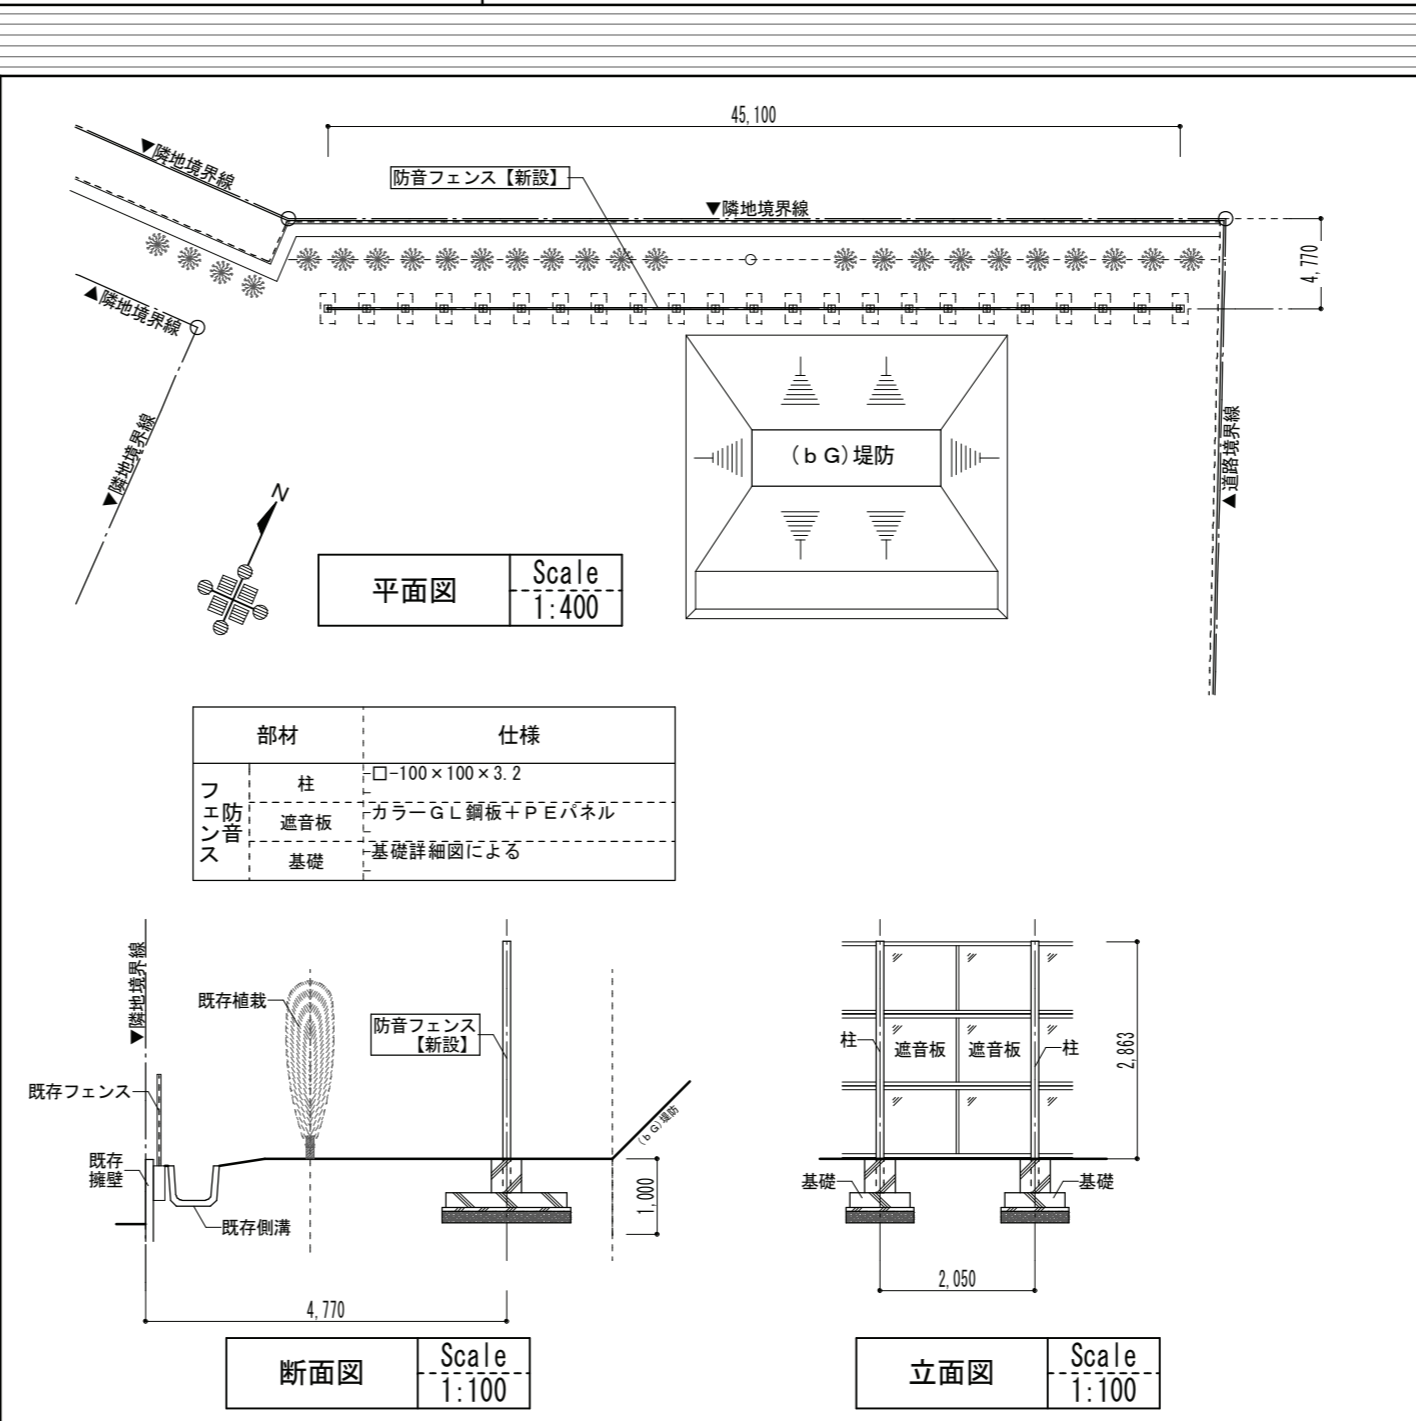 45,100
▼隣地境界線
防音フェンス【新設】
▼隣地境界線
4,770
▲隣地境界線
▼隣地境界線
(ｂＧ)堤防
▲道路境界線
N
平面図
Scale
1:400
部材
仕様
防音フェンス
柱
□-100×100×3.2
遮音板
カラーＧＬ鋼板＋ＰＥパネル
基礎
基礎詳細図による
▼隣地境界線
既存植栽
防音フェンス
【新設】
既存フェンス
(ｂＧ)堤防
既存
擁壁
既存側溝
1,000
4,770
断面図
Scale
1:100
柱
遮音板
遮音板
柱
2,863
基礎
基礎
2,050
立面図
Scale
1:100